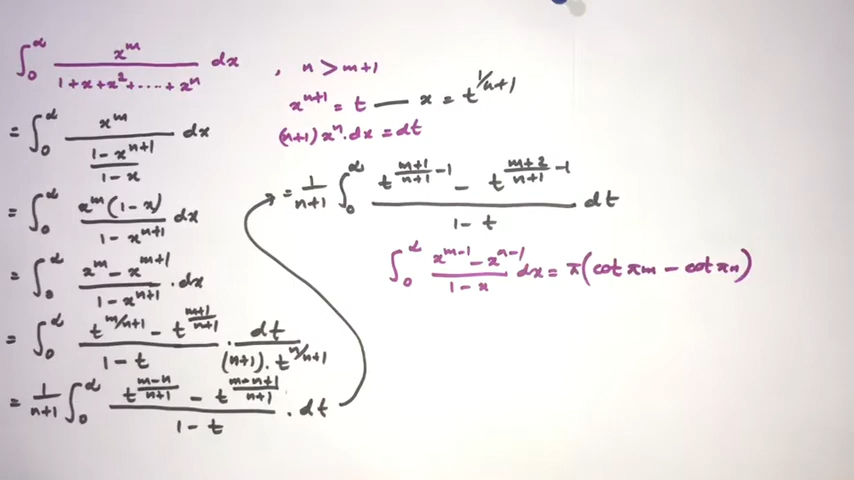 ∫₀^α x^m / (1+x+x²+.....+x^n) dx , n > m+1
= ∫₀^α x^m / ((1-x^(n+1))/(1-x)) dx
= ∫₀^α x^m (1-x) / (1-x^(n+1)) dx
= ∫₀^α (x^m - x^(m+1)) / (1-x^(n+1)) . dx
= ∫₀^α (t^(m/n+1) - t^((m+1)/(n+1))) / (1-t) . dt / ((n+1). t^(n/n+1))
= 1/(n+1) ∫₀^α (t^((m-n)/(n+1)) - t^((m-n+1)/(n+1))) / (1-t) . dt
x^(n+1) = t — x = t^(1/n+1)
(n+1) x^n . dx = dt
= 1/(n+1) ∫₀^α (t^((m+1)/(n+1) -1) - t^((m+2)/(n+1) -1)) / (1-t) dt
∫₀^α (x^(m-1) - x^(n-1)) / (1-x) dx = π(cot πm - cot πn)